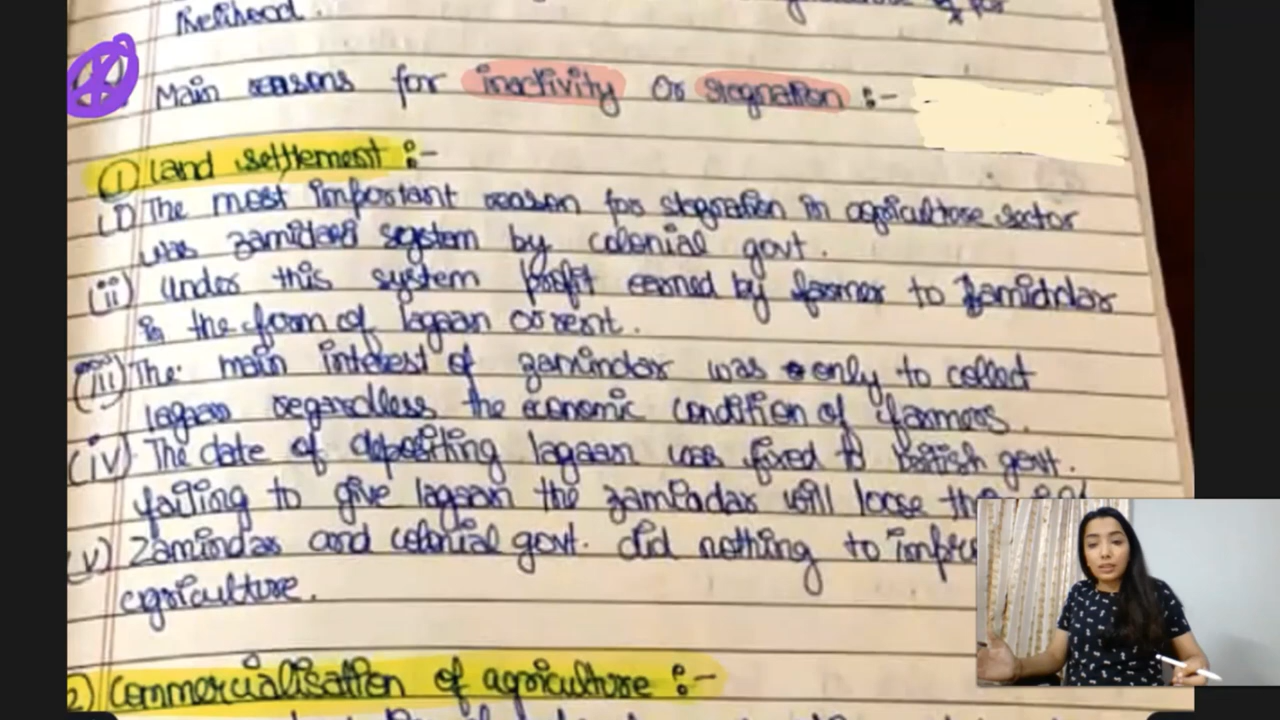 livelihood.
Main reasons for inactivity or stagnation :-
① Land settlement :-
(i) The most important reason for stagnation in agriculture sector
was zamidari system by colonial govt.
(ii) Under this system profit earned by farmer to zamiddar
in the form of lagaan or rent.
(iii) The main interest of zamindar was only to collect
lagaan regardless the economic condition of farmers.
(iv) The date of depositing lagaan was fixed to british govt.
failing to give lagaan the zamindar will loose the
(v) Zamindar and colonial govt. did nothing to
agriculture.
2) Commercialisation of agriculture :-